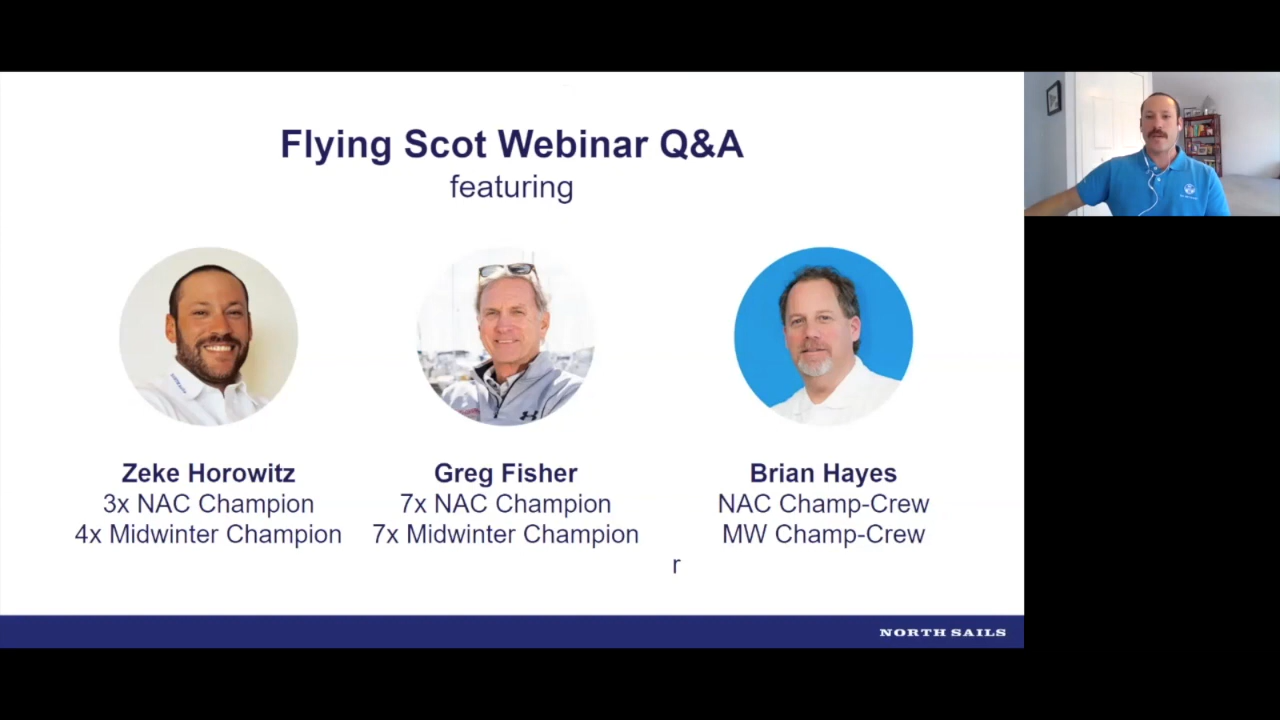 Flying Scot Webinar Q&A
featuring
Zeke Horowitz
3x NAC Champion
4x Midwinter Champion
Greg Fisher
7x NAC Champion
7x Midwinter Champion
Brian Hayes
NAC Champ-Crew
MW Champ-Crew
r
NORTH SAILS